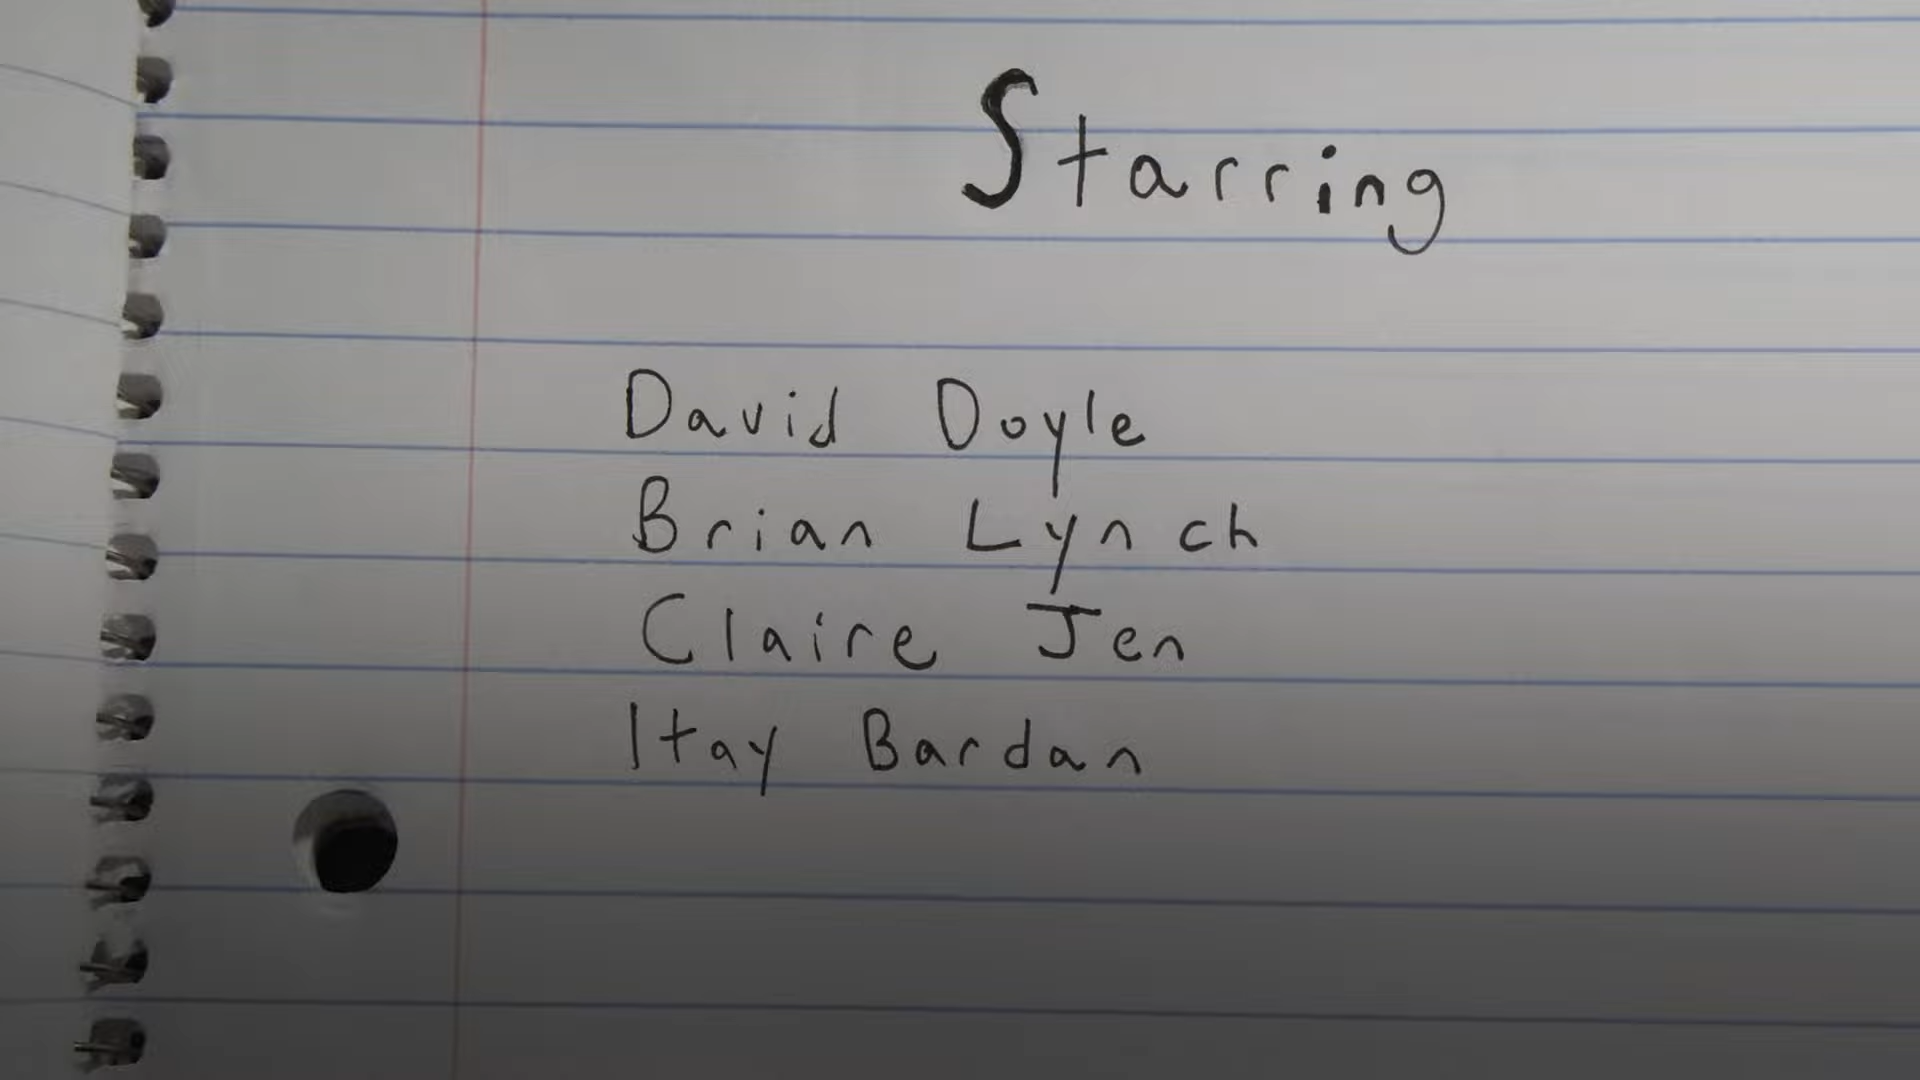 Starring
David Doyle
Brian Lynch
Claire Jen
Itay Bardan